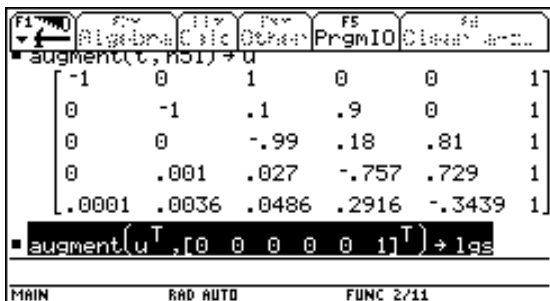 F1 Algebra Calc Other F5 PrgmIO Clean
augment(t,n51)→u
[-1 0 1 0 0 1]
[0 -1 .1 .9 0 1]
[0 0 -.99 .18 .81 1]
[0 .001 .027 -.757 .729 1]
[.0001 .0036 .0486 .2916 -.3439 1]
▪ augment(uᵀ,[0 0 0 0 0 1]ᵀ)→lgs
MAIN RAD AUTO FUNC 2/11